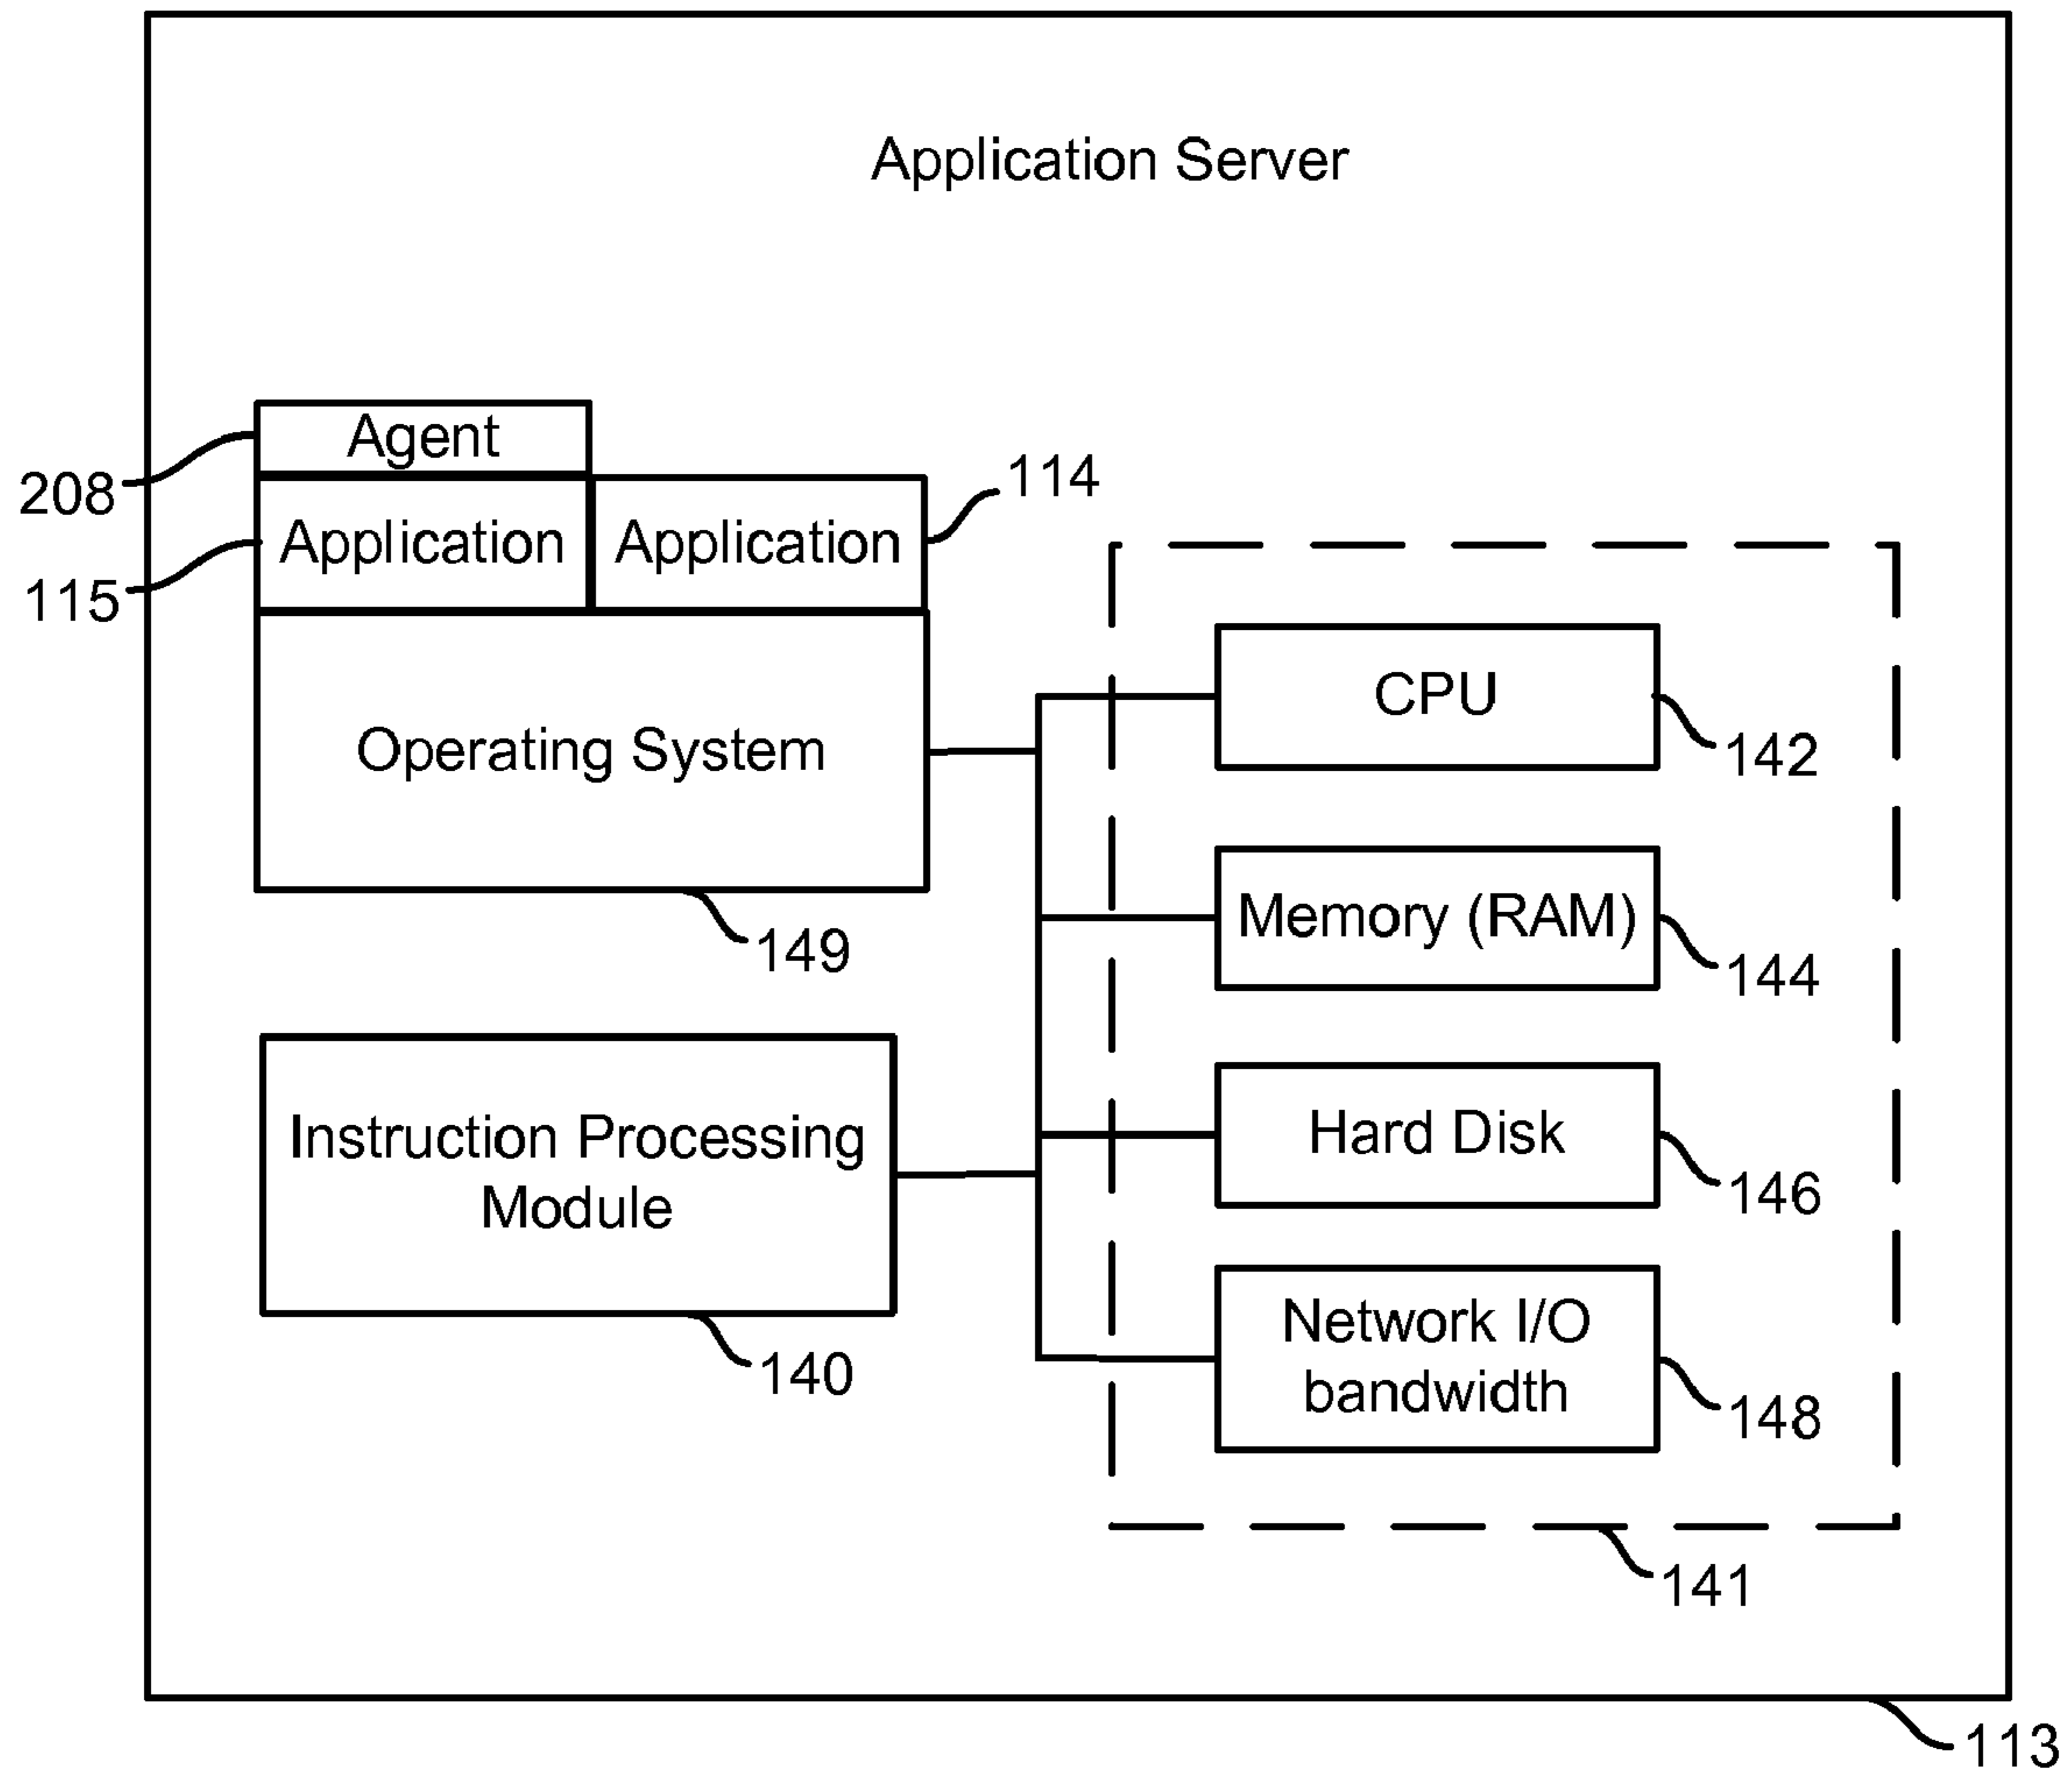 Application Server
Agent
208
114
Application
Application
115
CPU
Operating System
142
Memory (RAM)
149
144
Instruction Processing
Module
Hard Disk
146
Network I/O
bandwidth
140
148
141
113